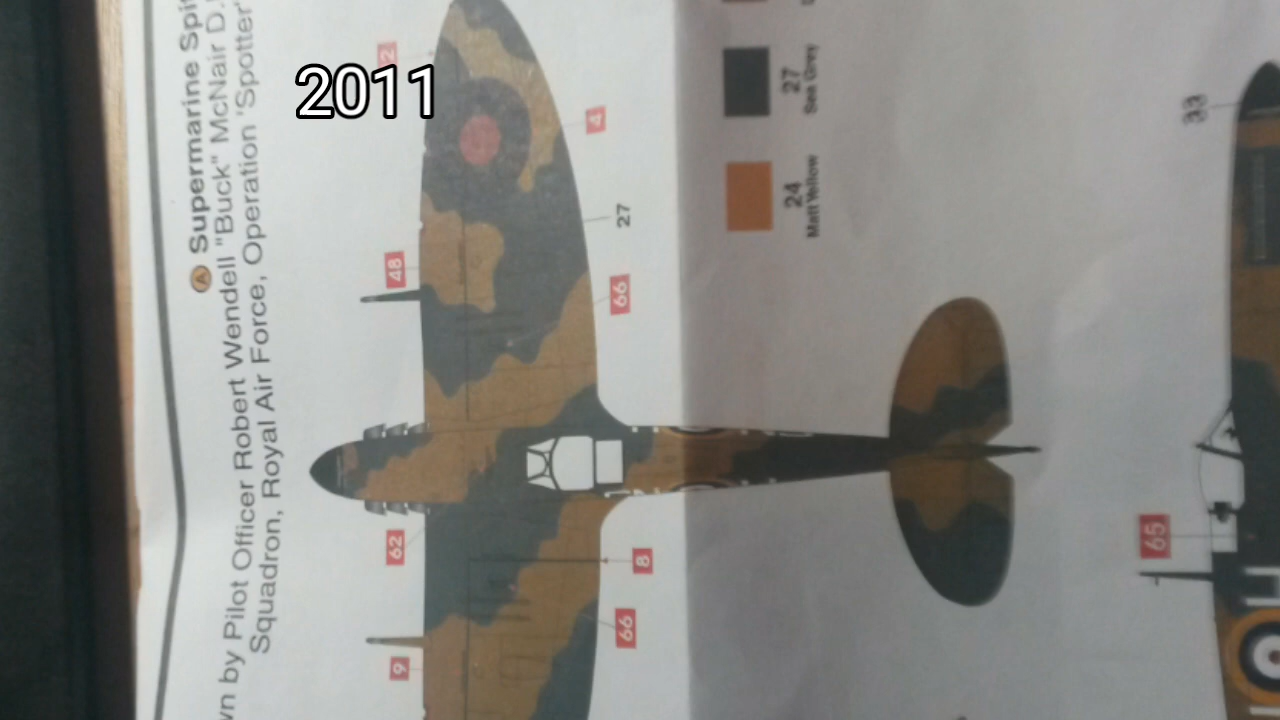 2011
A Supermarine Spit
wn by Pilot Officer Robert Wendell "Buck" McNair D.
Squadron, Royal Air Force, Operation 'Spotter'
2
4
27
48
66
62
8
66
9
27
Sea Grey
24
Matt Yellow
33
65